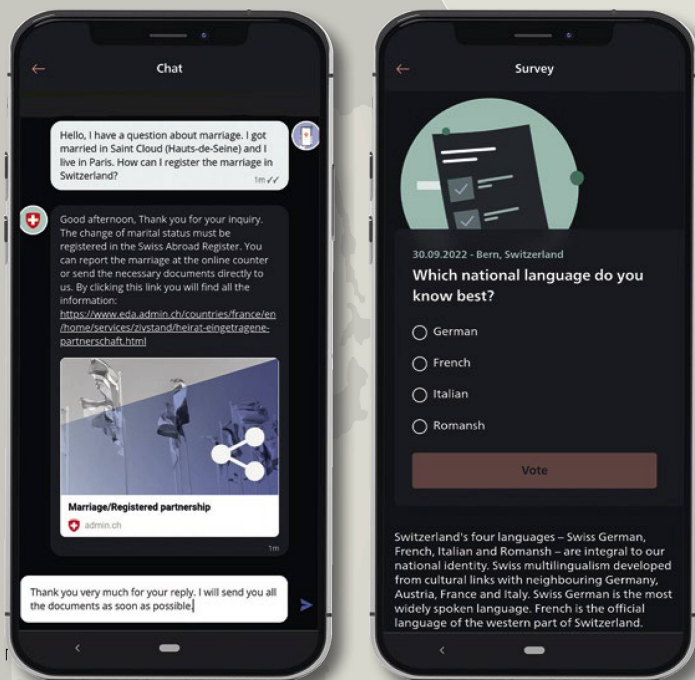 Chat
Hello, I have a question about marriage. I got
married in Saint Cloud (Hauts-de-Seine) and I
live in Paris. How can I register the marriage in
Switzerland?
1m ✓✓
Good afternoon, Thank you for your inquiry.
The change of marital status must be
registered in the Swiss Abroad Register. You
can report the marriage at the online counter
or send the necessary documents directly to
us. By clicking this link you will find all the
information:
https://www.eda.admin.ch/countries/france/en
/home/services/zivstand/heirat-eingetragene-
partnerschaft.html
Marriage/Registered partnership
admin.ch
1m
Thank you very much for your reply. I will send you all
the documents as soon as possible.
Survey
30.09.2022 - Bern, Switzerland
Which national language do you
know best?
German
French
Italian
Romansh
Vote
Switzerland's four languages – Swiss German,
French, Italian and Romansh – are integral to our
national identity. Swiss multilingualism developed
from cultural links with neighbouring Germany,
Austria, France and Italy. Swiss German is the most
widely spoken language. French is the official
language of the western part of Switzerland.